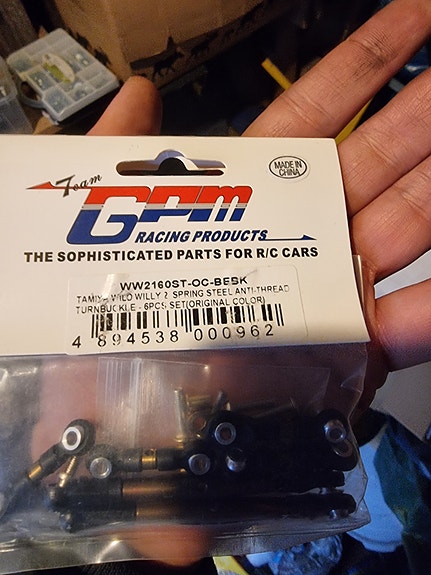 MADE IN
CHINA
Team
GPM
RACING PRODUCTS
THE SOPHISTICATED PARTS FOR R/C CARS
WW2160ST-OC-BEBK
TAMIYA WILD WILLY 2 SPRING STEEL ANTI-THREAD
TURNBUCKLE - 6PCS SET(ORIGINAL COLOR)
4 894538 000962